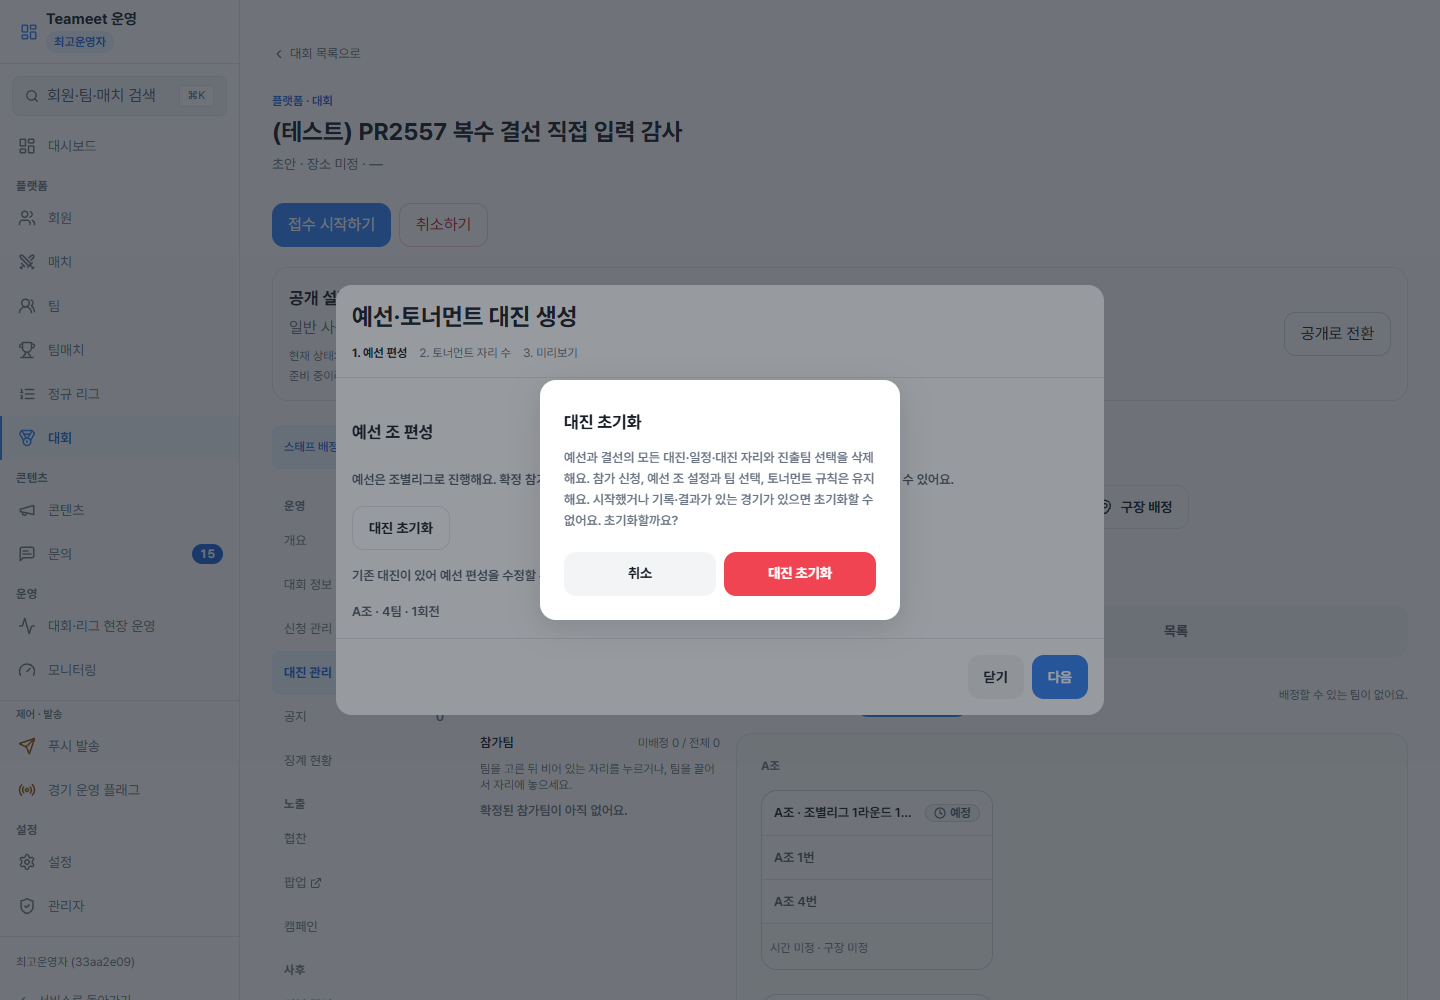 Teameet 운영
최고운영자
회원·팀·매치 검색
⌘K
대시보드
플랫폼
회원
매치
팀
팀매치
정규 리그
대회
콘텐츠
콘텐츠
문의
15
운영
대회·리그 현장 운영
모니터링
제어 · 발송
푸시 발송
경기 운영 플래그
설정
설정
관리자
최고운영자 (33aa2e09)
대회 목록으로
플랫폼 · 대회
(테스트) PR2557 복수 결선 직접 입력 감사
초안 · 장소 미정 · —
접수 시작하기
취소하기
공개 설
일반 사
현재 상태
준비 중이
공개로 전환
스태프 배정
운영
개요
대회 정보
신청 관리
대진 관리
공지
0
징계 현황
노출
협찬
팝업
캠페인
사후
구장 배정
목록
배정할 수 있는 팀이 없어요.
예선·토너먼트 대진 생성
1. 예선 편성
2. 토너먼트 자리 수
3. 미리보기
예선 조 편성
예선은 조별리그로 진행해요. 확정 참가
수 있어요.
대진 초기화
기존 대진이 있어 예선 편성을 수정할
A조 · 4팀 · 1회전
닫기
다음
대진 초기화
예선과 결선의 모든 대진·일정·대진 자리와 진출팀 선택을 삭제
해요. 참가 신청, 예선 조 설정과 팀 선택, 토너먼트 규칙은 유지
해요. 시작했거나 기록·결과가 있는 경기가 있으면 초기화할 수
없어요. 초기화할까요?
취소
대진 초기화
참가팀
미배정 0 / 전체 0
팀을 고른 뒤 비어 있는 자리를 누르거나, 팀을 끌어
서 자리에 놓으세요.
확정된 참가팀이 아직 없어요.
A조
A조 · 조별리그 1라운드 1...
예정
A조 1번
A조 4번
시간 미정 · 구장 미정